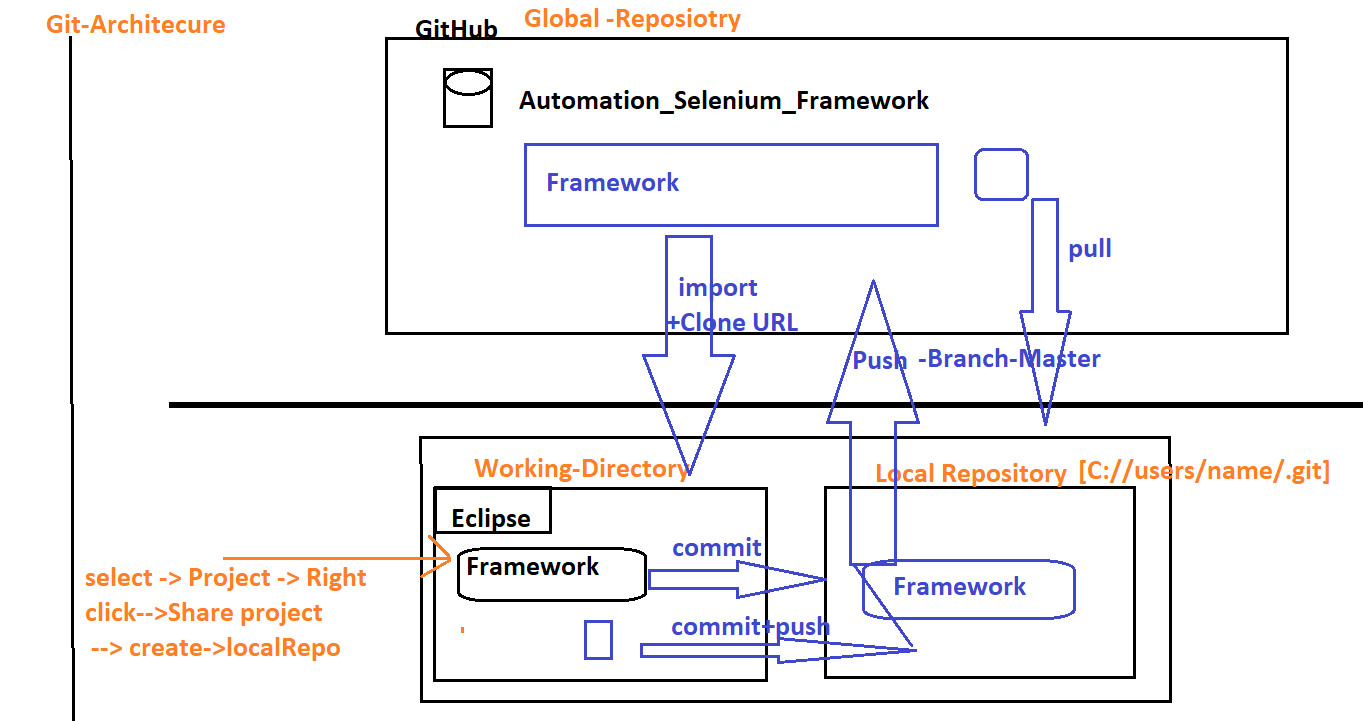 Git-Architecure
GitHub
Global -Reposiotry
Automation_Selenium_Framework
Framework
pull
import
+Clone URL
Push -Branch-Master
Working-Directory
Local Repository [C://users/name/.git]
Eclipse
Framework
commit
Framework
select -> Project -> Right
click-->Share project
--> create->localRepo
commit+push